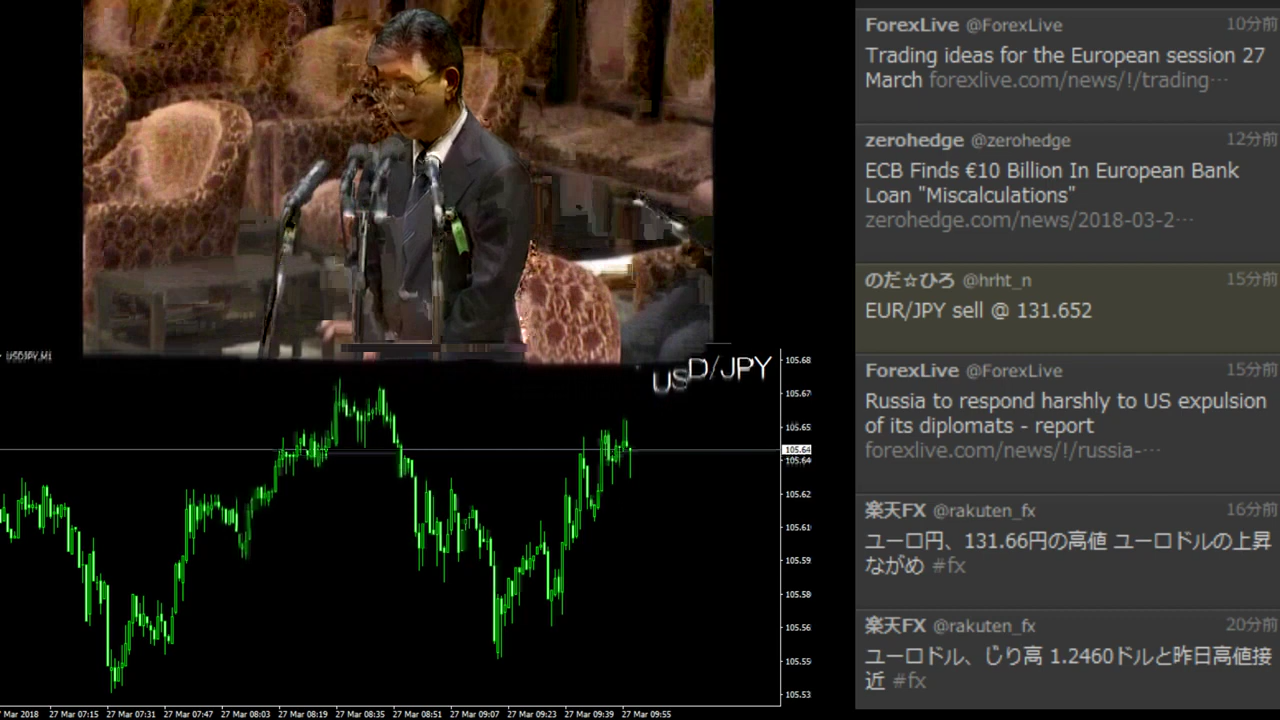 USDJPY,M1
USD/JPY
105.68
105.67
105.65
105.64
105.64
105.62
105.61
105.59
105.58
105.56
105.55
105.53
Mar 2018 27 Mar 07:15 27 Mar 07:31 27 Mar 07:47 27 Mar 08:03 27 Mar 08:19 27 Mar 08:35 27 Mar 08:51 27 Mar 09:07 27 Mar 09:23 27 Mar 09:39 27 Mar 09:55
ForexLive @ForexLive 10分前
Trading ideas for the European session 27
March forexlive.com/news/!/trading…
zerohedge @zerohedge 12分前
ECB Finds €10 Billion In European Bank
Loan "Miscalculations"
zerohedge.com/news/2018-03-2…
のだ☆ひろ @hrht_n 15分前
EUR/JPY sell @ 131.652
ForexLive @ForexLive 15分前
Russia to respond harshly to US expulsion
of its diplomats - report
forexlive.com/news/!/russia-…
楽天FX @rakuten_fx 16分前
ユーロ円、131.66円の高値 ユーロドルの上昇
ながめ #fx
楽天FX @rakuten_fx 20分前
ユーロドル、じり高 1.2460ドルと昨日高値接
近 #fx